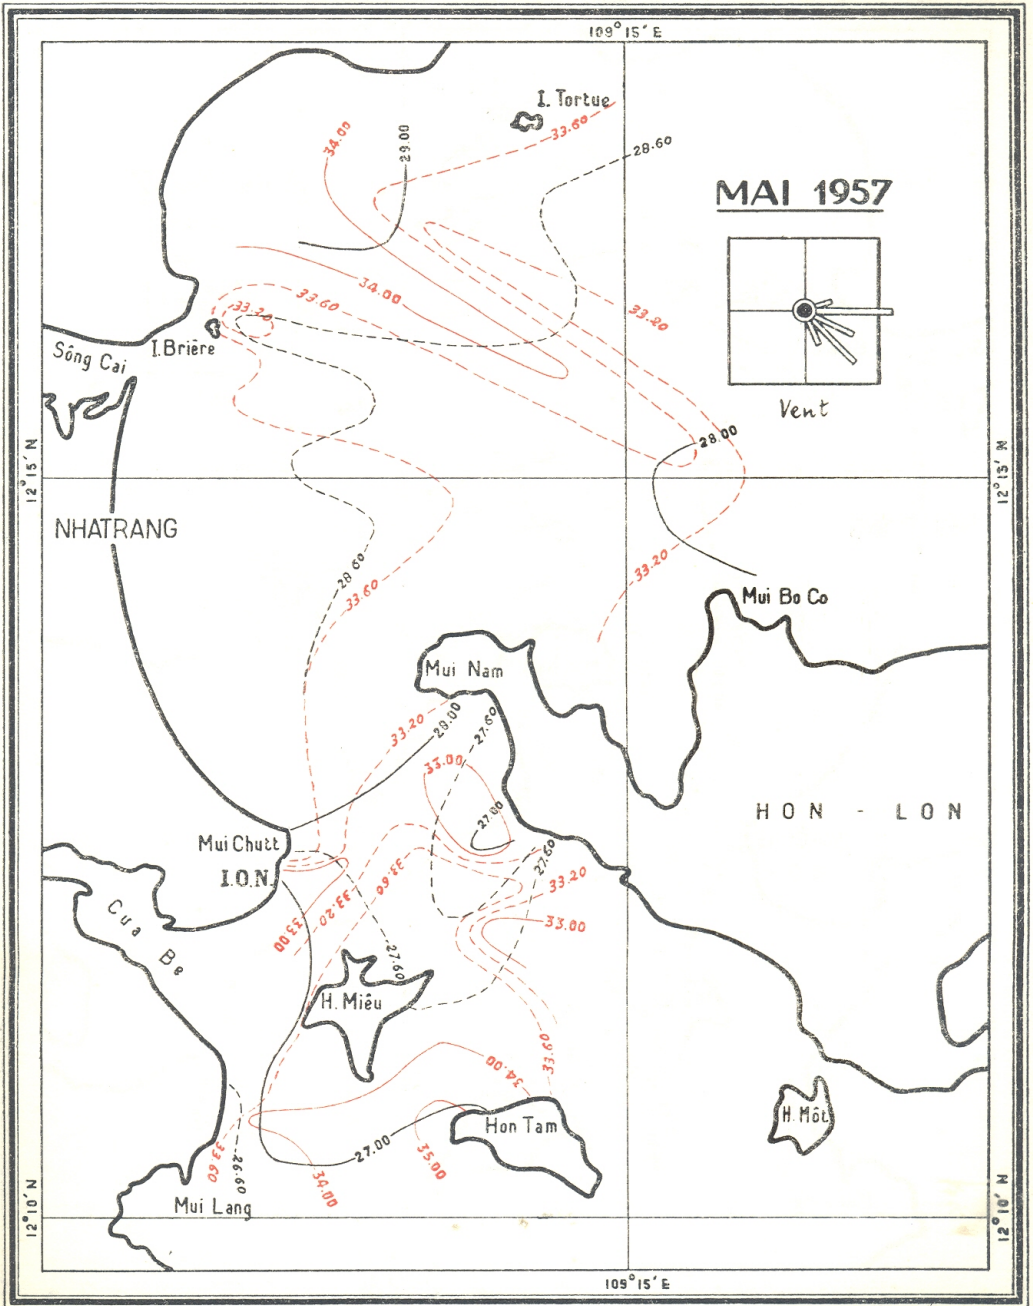 109° 15' E
I. Tortue
33.60
34.00
29.00
28.60
MAI 1957
34.00
33.60
33.20
33.20
Sông Cai
I. Brière
Vent
28.00
12° 15' N
12° 15' N
NHATRANG
28.60
33.60
33.20
Mui Bo Co
Mui Nam
33.20
28.00
27.60
33.00
27.00
HON - LON
Mui Chutt
I.O.N.
27.60
33.60
33.20
33.20
33.00
33.00
Cua Be
27.60
H. Miêu
33.60
34.00
H. Môt
Hon Tam
27.00
35.00
33.60
26.60
34.00
Mui Lang
12° 10' N
12° 10' N
109° 15' E